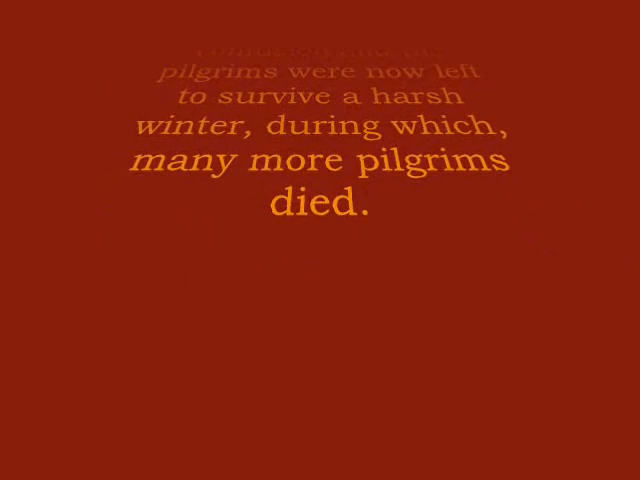 pilgrims were now left
to survive a harsh
winter, during which,
many more pilgrims
died.